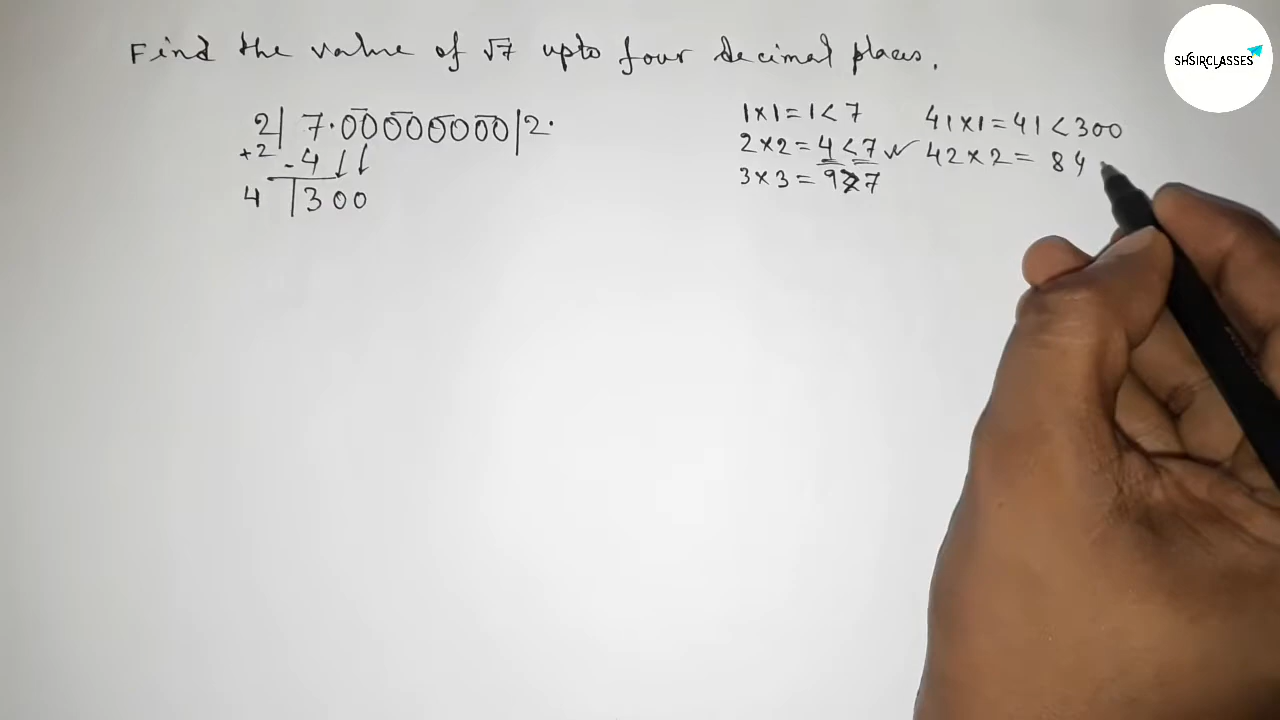 Find the value of √7 upto four decimal places.
2 | 7.00000000 | 2.
+2 - 4 ↓ ↓
4 | 300
1×1=1<7
2×2=4<7 ✓
3×3=9>7
41×1=41<300
42×2=84
SHSIRCLASSES